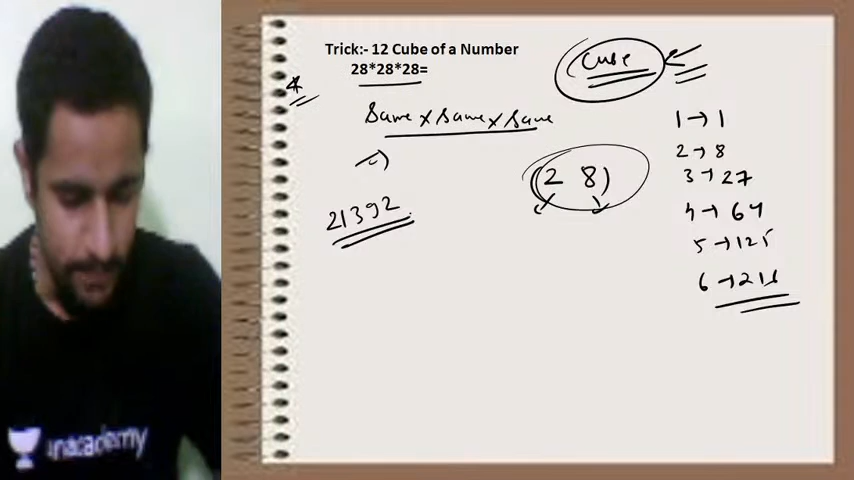 Trick:- 12 Cube of a Number
28*28*28=
Cube
Same × Same × Same
(2 8)
21392
1 → 1
2 → 8
3 → 27
4 → 64
5 → 125
6 → 216
unacademy